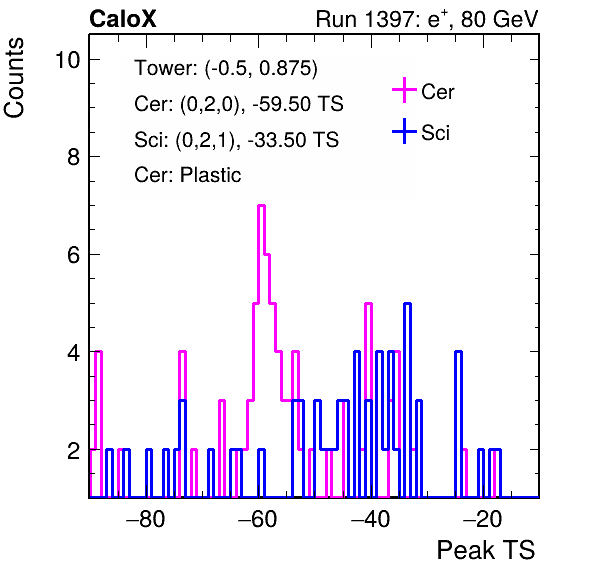 CaloX Run 1397: e⁺, 80 GeV
Counts
Tower: (-0.5, 0.875)
Cer: (0,2,0), -59.50 TS
Sci: (0,2,1), -33.50 TS
Cer: Plastic
Cer
Sci
10
8
6
4
2
−80 −60 −40 −20
Peak TS